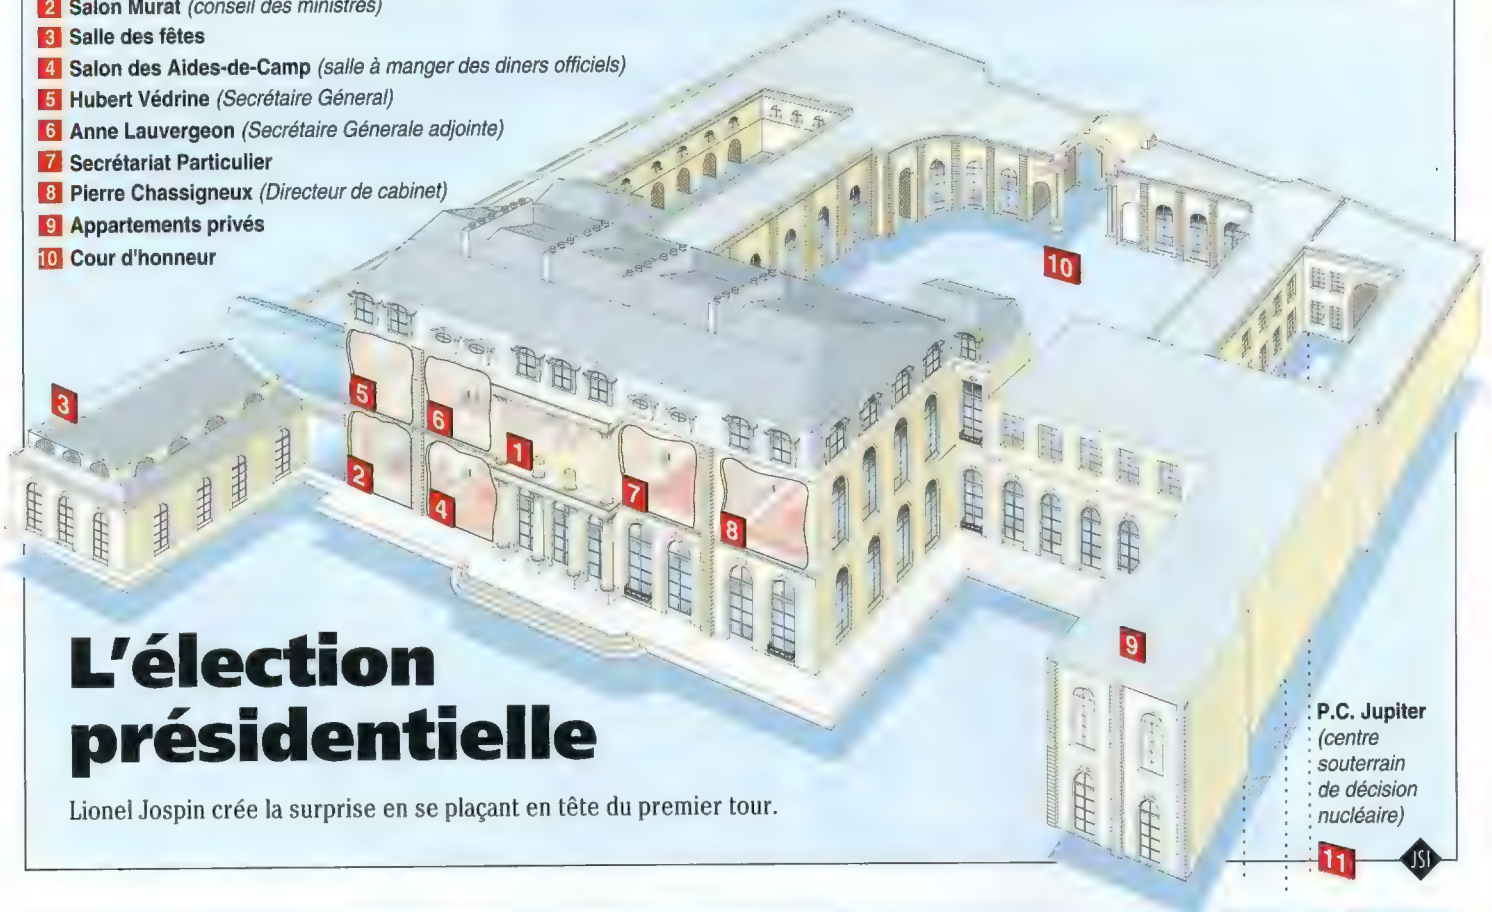 2 Salon Murat (conseil des ministres)
3 Salle des fêtes
4 Salon des Aides-de-Camp (salle à manger des diners officiels)
5 Hubert Védrine (Secrétaire Géneral)
6 Anne Lauvergeon (Secrétaire Génerale adjointe)
7 Secrétariat Particulier
8 Pierre Chassigneux (Directeur de cabinet)
9 Appartements privés
10 Cour d'honneur
10
3
5
6
1
2
4
7
8
9
L'élection
présidentielle
Lionel Jospin crée la surprise en se plaçant en tête du premier tour.
P.C. Jupiter
(centre
souterrain
de décision
nucléaire)
11
JSI